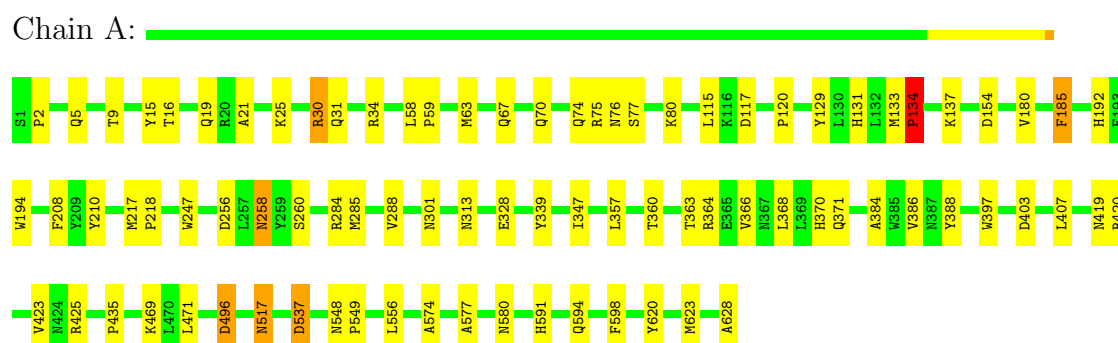 Chain A:
S1 P2 Q5 T9 Y15 T16 Q19 R20 A21 K25 R30 Q31 R34 L58 P59 M63 Q67 Q70 Q74 R75 N76 S77 K80 L115 K116 D117 P120 Y129 L130 H131 L132 M133 P134 K137 D154 V180 F185 H192
W194 F208 Y209 Y210 M217 P218 W247 D256 L257 N258 Y259 S260 R284 M285 V288 N301 N313 E328 Y339 I347 L357 T360 T363 R364 E365 V366 N367 L368 L369 H370 Q371 A384 W385 V386 N387 Y388 W397 D403 L407 N419
V423 N424 R425 P435 K469 L470 L471 D496 N517 D537 N548 P549 L556 A574 A577 N580 H591 Q594 F598 Y620 M623 A628